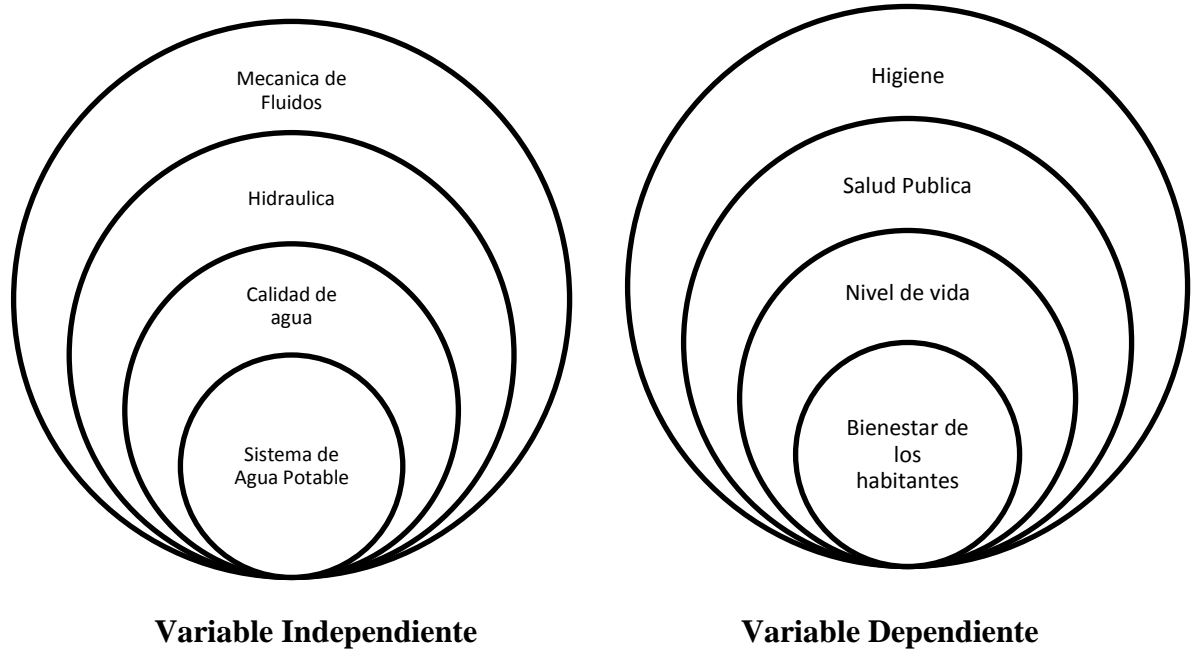 Mecanica de
Fluidos
Hidraulica
Calidad de
agua
Sistema de
Agua Potable
Variable Independiente
Higiene
Salud Publica
Nivel de vida
Bienestar de
los
habitantes
Variable Dependiente